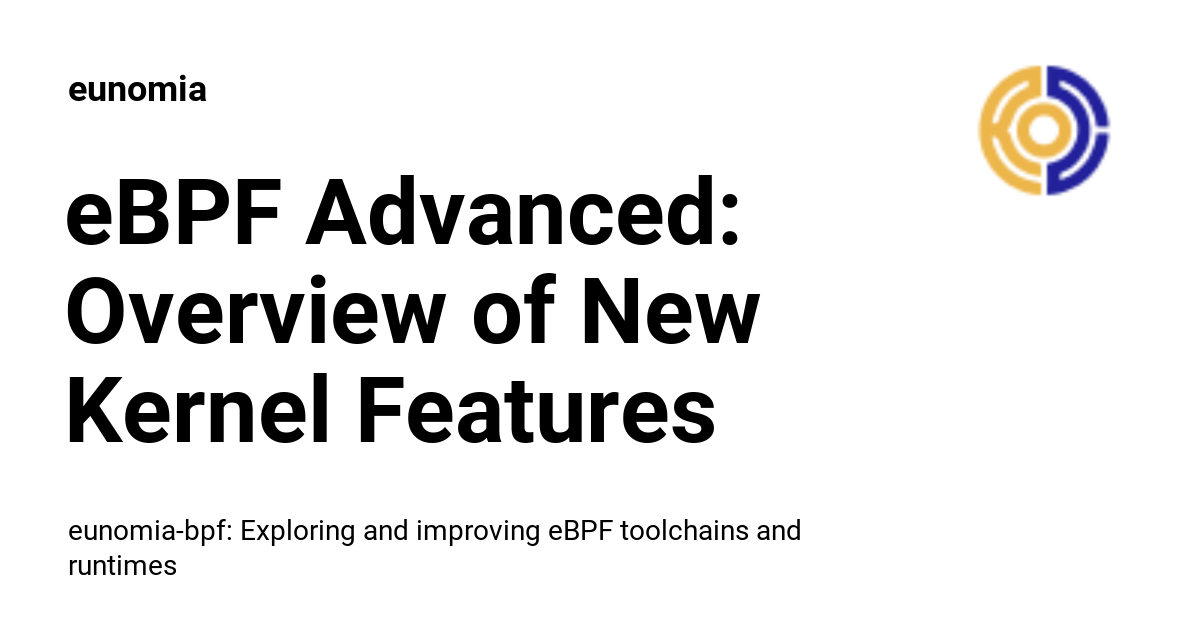 eunomia
eBPF Advanced:
Overview of New
Kernel Features
eunomia-bpf: Exploring and improving eBPF toolchains and
runtimes